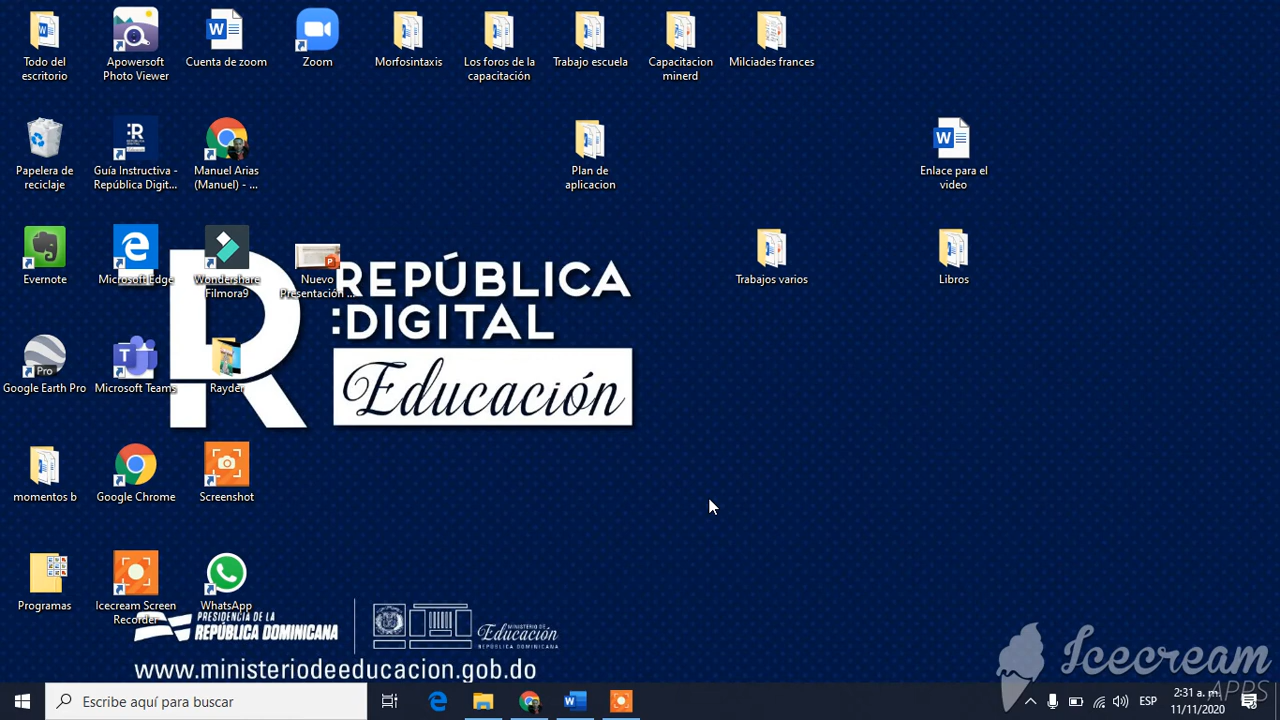 Todo del
escritorio
Apowersoft
Photo Viewer
Cuenta de zoom
Zoom
Morfosintaxis
Los foros de la
capacitación
Trabajo escuela
Capacitacion
minerd
Milciades frances
Papelera de
reciclaje
Guía Instructiva -
República Digit...
Manuel Arias
(Manuel) - ...
Plan de
aplicacion
Enlace para el
video
Evernote
Microsoft Edge
Wondershare
Filmora9
Nuevo
Presentación ...
Trabajos varios
Libros
REPÚBLICA
:DIGITAL
Educación
Google Earth Pro
Microsoft Teams
Rayder
momentos b
Google Chrome
Screenshot
Programas
Icecream Screen
Recorder
WhatsApp
PRESIDENCIA DE LA
REPÚBLICA DOMINICANA
MINISTERIO DE
Educación
REPÚBLICA DOMINICANA
www.ministeriodeeducacion.gob.do
Icecream
APPS
Escribe aquí para buscar
ESP
2:31 a. m.
11/11/2020